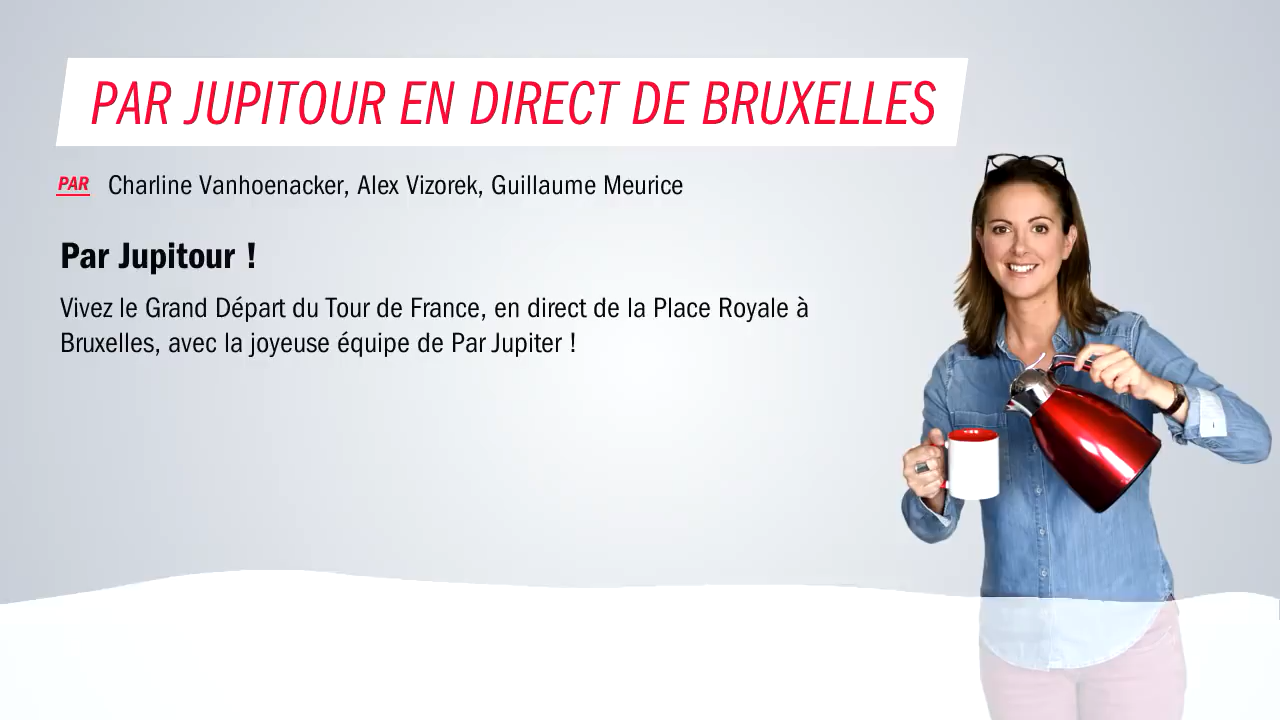 PAR JUPITOUR EN DIRECT DE BRUXELLES
PAR Charline Vanhoenacker, Alex Vizorek, Guillaume Meurice
Par Jupitour !
Vivez le Grand Départ du Tour de France, en direct de la Place Royale à
Bruxelles, avec la joyeuse équipe de Par Jupiter !